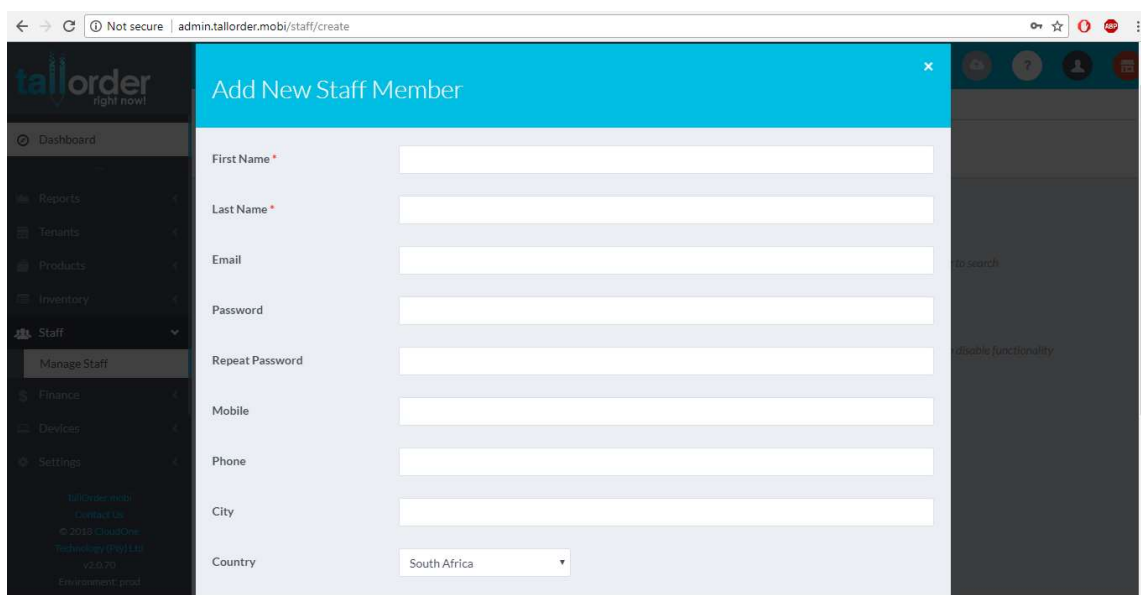 Not secure | admin.tallorder.mobi/staff/create
ABP
tallorder
right now!
Add New Staff Member
×
?
Dashboard
Reports
Tenants
Products
Inventory
Staff
Manage Staff
Finance
Devices
Settings
TallOrder.mobi
Contact Us
© 2018 CloudOne
Technology (Pty) Ltd
v2.0.70
Environment: prod
First Name *
Last Name *
Email
Password
Repeat Password
Mobile
Phone
City
Country
South Africa
to search
disable functionality